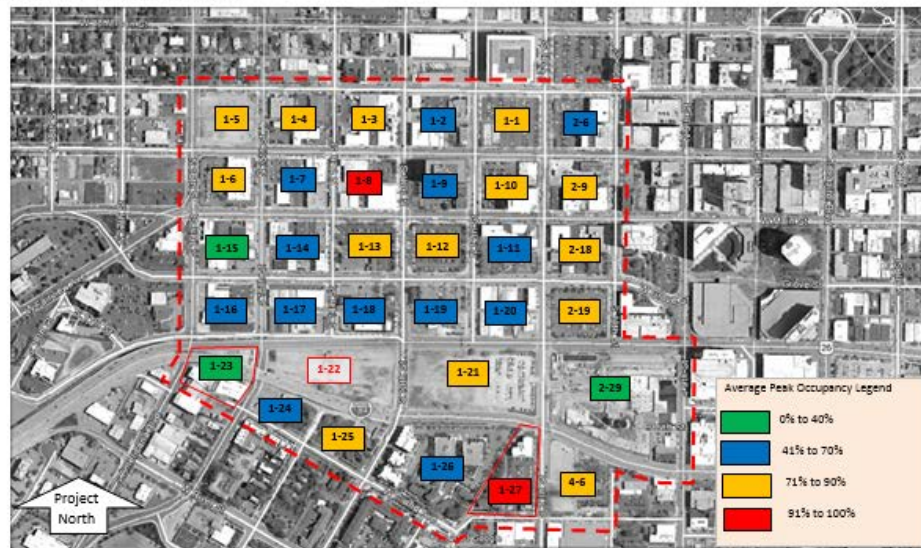 1-5 1-4 1-3 1-2 1-1 2-6
1-6 1-7 1-8 1-9 1-10 2-9
1-15 1-14 1-13 1-12 1-11 2-18
1-16 1-17 1-18 1-19 1-20 2-19
1-23 1-22 1-21 2-29
1-24
1-25
1-26 1-27 4-6
26
Average Peak Occupancy Legend
0% to 40%
41% to 70%
71% to 90%
91% to 100%
Project
North